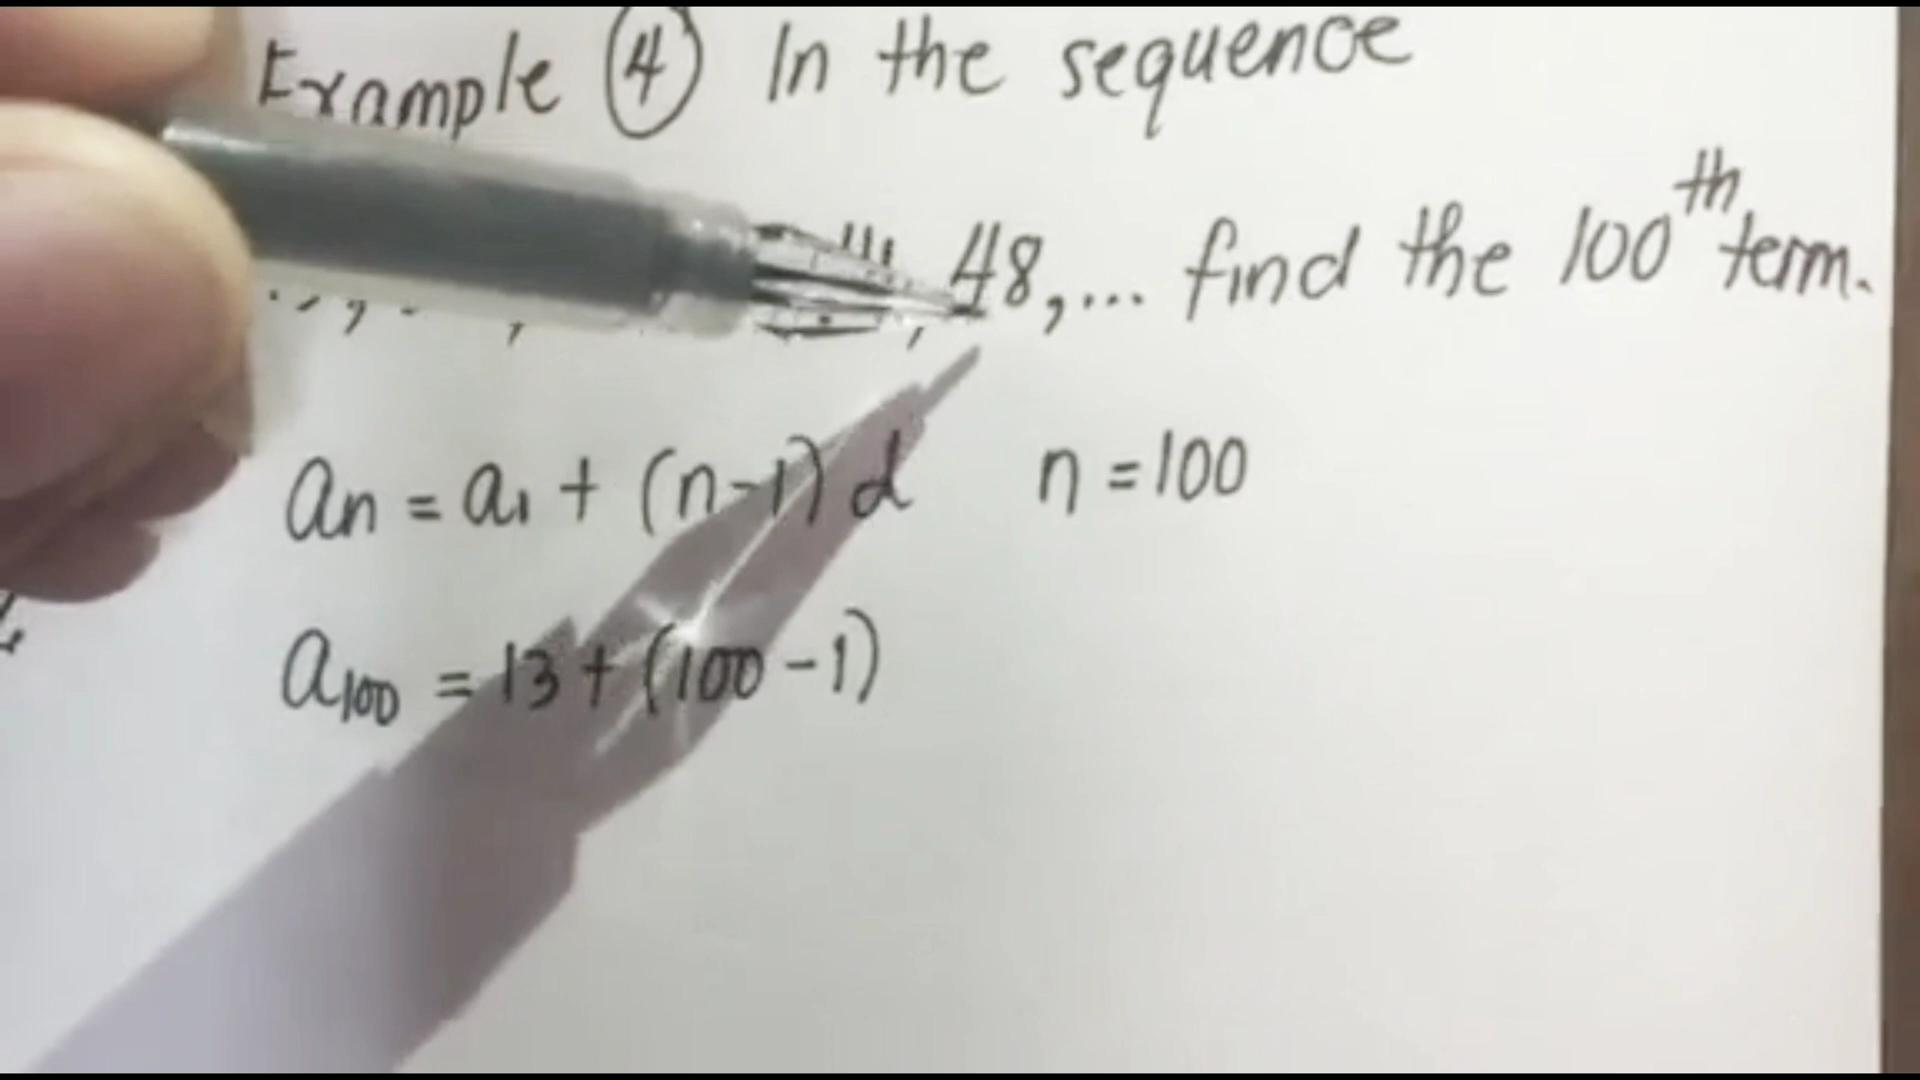 Example ④ In the sequence
48,... find the 100th term.
an = a1 + (n-1) d n = 100
a100 = 13 + (100 - 1)